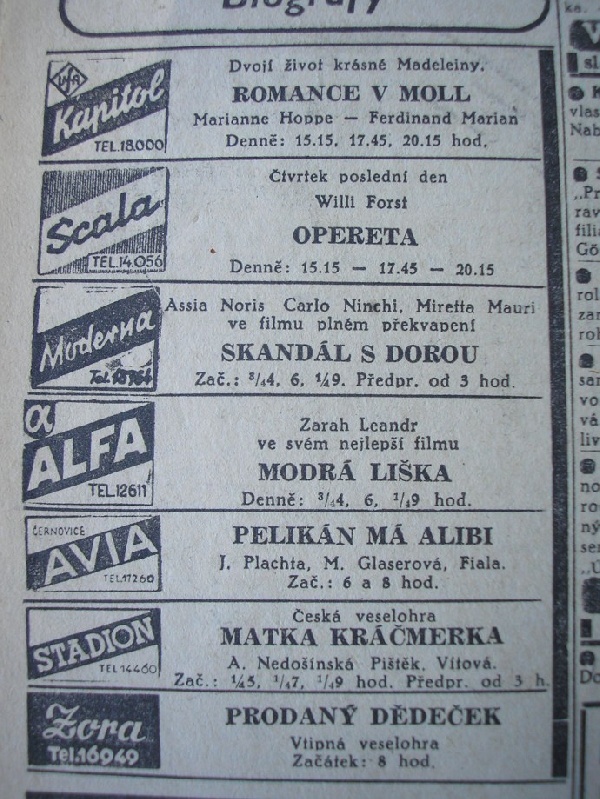 Biografy
Ufa
Kapitol
TEL.18.000
Dvojí život krásné Madeleiny.
ROMANCE V MOLL
Marianne Hoppe — Ferdinand Marian
Denně: 15.15, 17.45, 20.15 hod.
Scala
TEL.14.056
Čtvrtek poslední den
Willi Forst
OPERETA
Denně: 15.15 — 17.45 — 20.15
Moderna
Assia Noris Carlo Ninchi, Miretta Mauri
ve filmu plném překvapení
SKANDÁL S DOROU
Zač.: ³/₄4, 6, ¼9. Předpr. od 3 hod.
α
ALFA
TEL.12611
Zarah Leandr
ve svém nejlepší filmu
MODRÁ LIŠKA
Denně: ³/₄4, 6, ¹/₄9 hod.
ČERNOVICE
AVIA
TEL.17260
PELIKÁN MÁ ALIBI
J. Plachta, M. Glaserová, Fiala.
Zač.: 6 a 8 hod.
STADION
TEL 14460
Česká veselohra
MATKA KRÁČMERKA
A. Nedošínská Pištěk, Vítová.
Zač.: ¼5, ¹/₄7, ¹/₄9 hod. Předpr. od 3 h.
Zora
Tel.16949
PRODANÝ DĚDEČEK
Vtipná veselohra
Začátek: 8 hod.